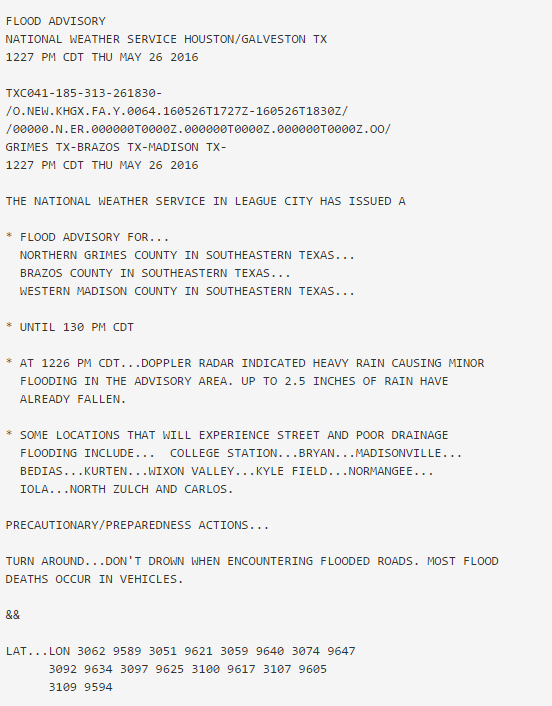 FLOOD ADVISORY
NATIONAL WEATHER SERVICE HOUSTON/GALVESTON TX
1227 PM CDT THU MAY 26 2016
TXC041-185-313-261830-
/O.NEW.KHGX.FA.Y.0064.160526T1727Z-160526T1830Z/
/00000.N.ER.000000T0000Z.000000T0000Z.000000T0000Z.OO/
GRIMES TX-BRAZOS TX-MADISON TX-
1227 PM CDT THU MAY 26 2016
THE NATIONAL WEATHER SERVICE IN LEAGUE CITY HAS ISSUED A
* FLOOD ADVISORY FOR...
NORTHERN GRIMES COUNTY IN SOUTHEASTERN TEXAS...
BRAZOS COUNTY IN SOUTHEASTERN TEXAS...
WESTERN MADISON COUNTY IN SOUTHEASTERN TEXAS...
* UNTIL 130 PM CDT
* AT 1226 PM CDT...DOPPLER RADAR INDICATED HEAVY RAIN CAUSING MINOR
FLOODING IN THE ADVISORY AREA. UP TO 2.5 INCHES OF RAIN HAVE
ALREADY FALLEN.
* SOME LOCATIONS THAT WILL EXPERIENCE STREET AND POOR DRAINAGE
FLOODING INCLUDE...  COLLEGE STATION...BRYAN...MADISONVILLE...
BEDIAS...KURTEN...WIXON VALLEY...KYLE FIELD...NORMANGEE...
IOLA...NORTH ZULCH AND CARLOS.
PRECAUTIONARY/PREPAREDNESS ACTIONS...
TURN AROUND...DON'T DROWN WHEN ENCOUNTERING FLOODED ROADS. MOST FLOOD
DEATHS OCCUR IN VEHICLES.
&&
LAT...LON 3062 9589 3051 9621 3059 9640 3074 9647
3092 9634 3097 9625 3100 9617 3107 9605
3109 9594